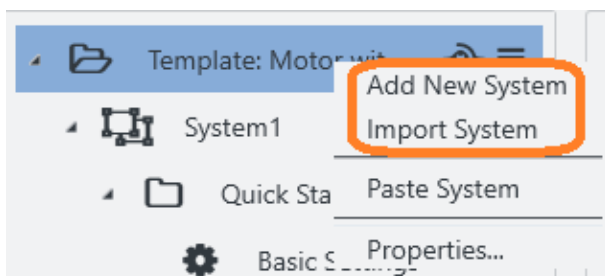 Template: Motor wit
Add New System
System1
Import System
Quick Sta
Paste System
Basic S
Properties...